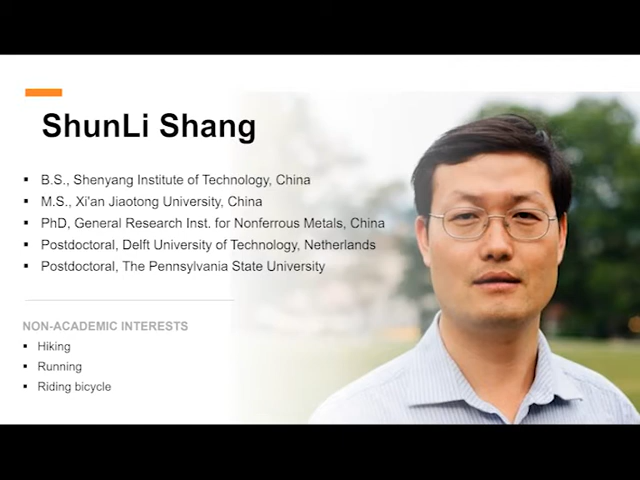 ShunLi Shang
▪ B.S., Shenyang Institute of Technology, China
▪ M.S., Xi'an Jiaotong University, China
▪ PhD, General Research Inst. for Nonferrous Metals, China
▪ Postdoctoral, Delft University of Technology, Netherlands
▪ Postdoctoral, The Pennsylvania State University
NON-ACADEMIC INTERESTS
▪ Hiking
▪ Running
▪ Riding bicycle